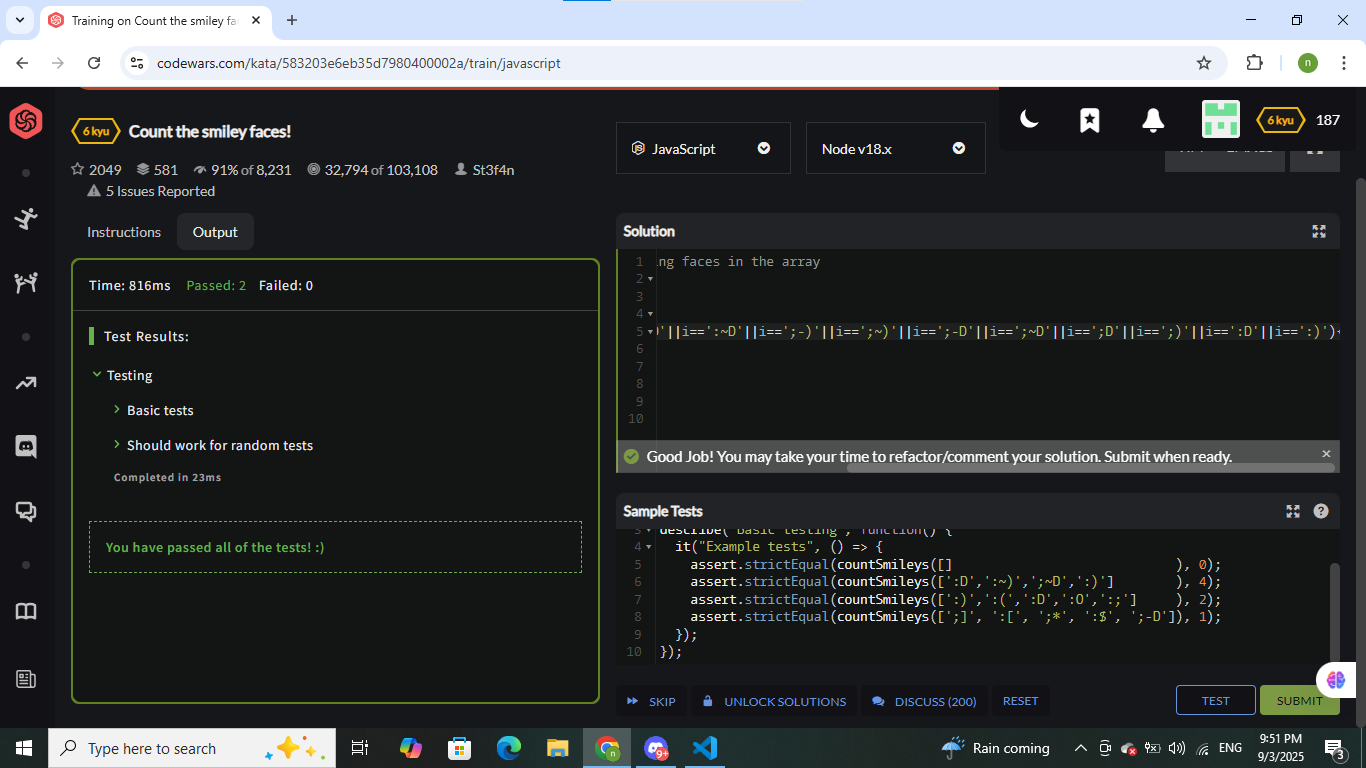 Training on Count the smiley fa
codewars.com/kata/583203e6eb35d7980400002a/train/javascript
n
6 kyu Count the smiley faces!
2049 581 91% of 8,231 32,794 of 103,108 St3f4n
5 Issues Reported
JavaScript
Node v18.x
6 kyu 187
Instructions Output
Time: 816ms Passed: 2 Failed: 0
Test Results:
Testing
Basic tests
Should work for random tests
Completed in 23ms
You have passed all of the tests! :)
Solution
1 ng faces in the array
2
3
4
5 )'||i==':~D'||i==';-)'||i==';~)'||i==';-D'||i==';~D'||i==';D'||i==';)'||i==':D'||i==':)'){
6
7
8
9
10
Good Job! You may take your time to refactor/comment your solution. Submit when ready.
Sample Tests
3 describe("Basic testing", function() {
4 it("Example tests", () => {
5 assert.strictEqual(countSmileys([] ), 0);
6 assert.strictEqual(countSmileys([':D',':~)',';~D',':)'] ), 4);
7 assert.strictEqual(countSmileys([':)',':(',':D',':O',':;'] ), 2);
8 assert.strictEqual(countSmileys([';]', ':[', ';*', ':$', ';-D']), 1);
9 });
10 });
SKIP UNLOCK SOLUTIONS DISCUSS (200) RESET TEST SUBMIT
Type here to search
9+
Rain coming
ENG
9:51 PM
9/3/2025
3